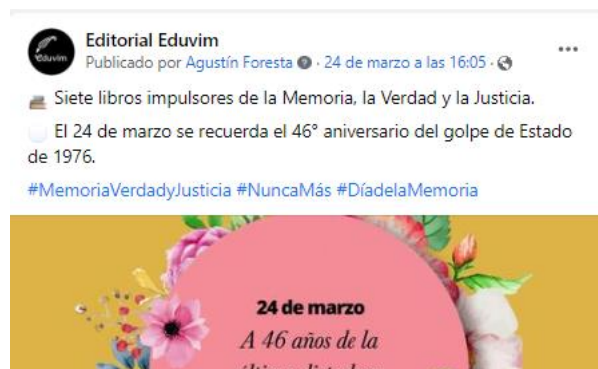 Editorial Eduvim
Publicado por Agustín Foresta · 24 de marzo a las 16:05 ·
Eduvim
Siete libros impulsores de la Memoria, la Verdad y la Justicia.
El 24 de marzo se recuerda el 46° aniversario del golpe de Estado
de 1976.
#MemoriaVerdadyJusticia #NuncaMás #DíadelaMemoria
24 de marzo
A 46 años de la